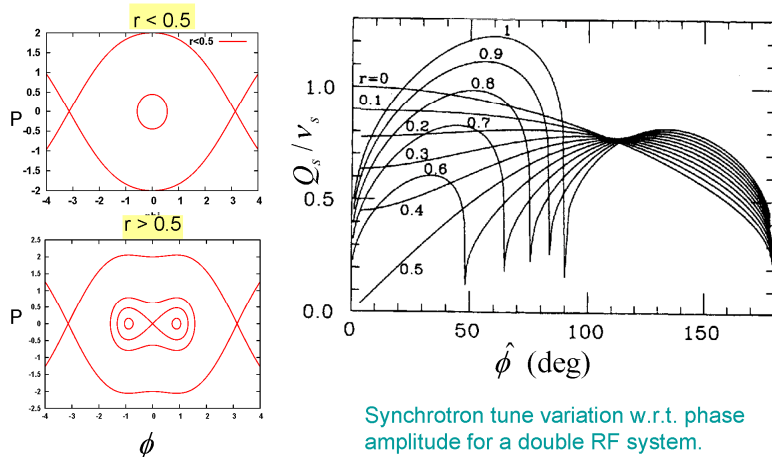 r < 0.5
r<0.5
2
1.5
1
0.5
0
-0.5
-1
-1.5
-2
P
-4 -3 -2 -1 0 1 2 3 4
r > 0.5
2.5
2
1.5
1
0.5
0
-0.5
-1
-1.5
-2
2.5
P
-4 -3 -2 -1 0 1 2 3 4
ϕ
1
0.9
r=0
0.8
0.1
0.7
0.2
0.3
0.6
0.4
0.5
1.0
0.5
0.0
Q_s/ν_s
0 50 100 150
ϕ̂ (deg)
Synchrotron tune variation w.r.t. phase
amplitude for a double RF system.